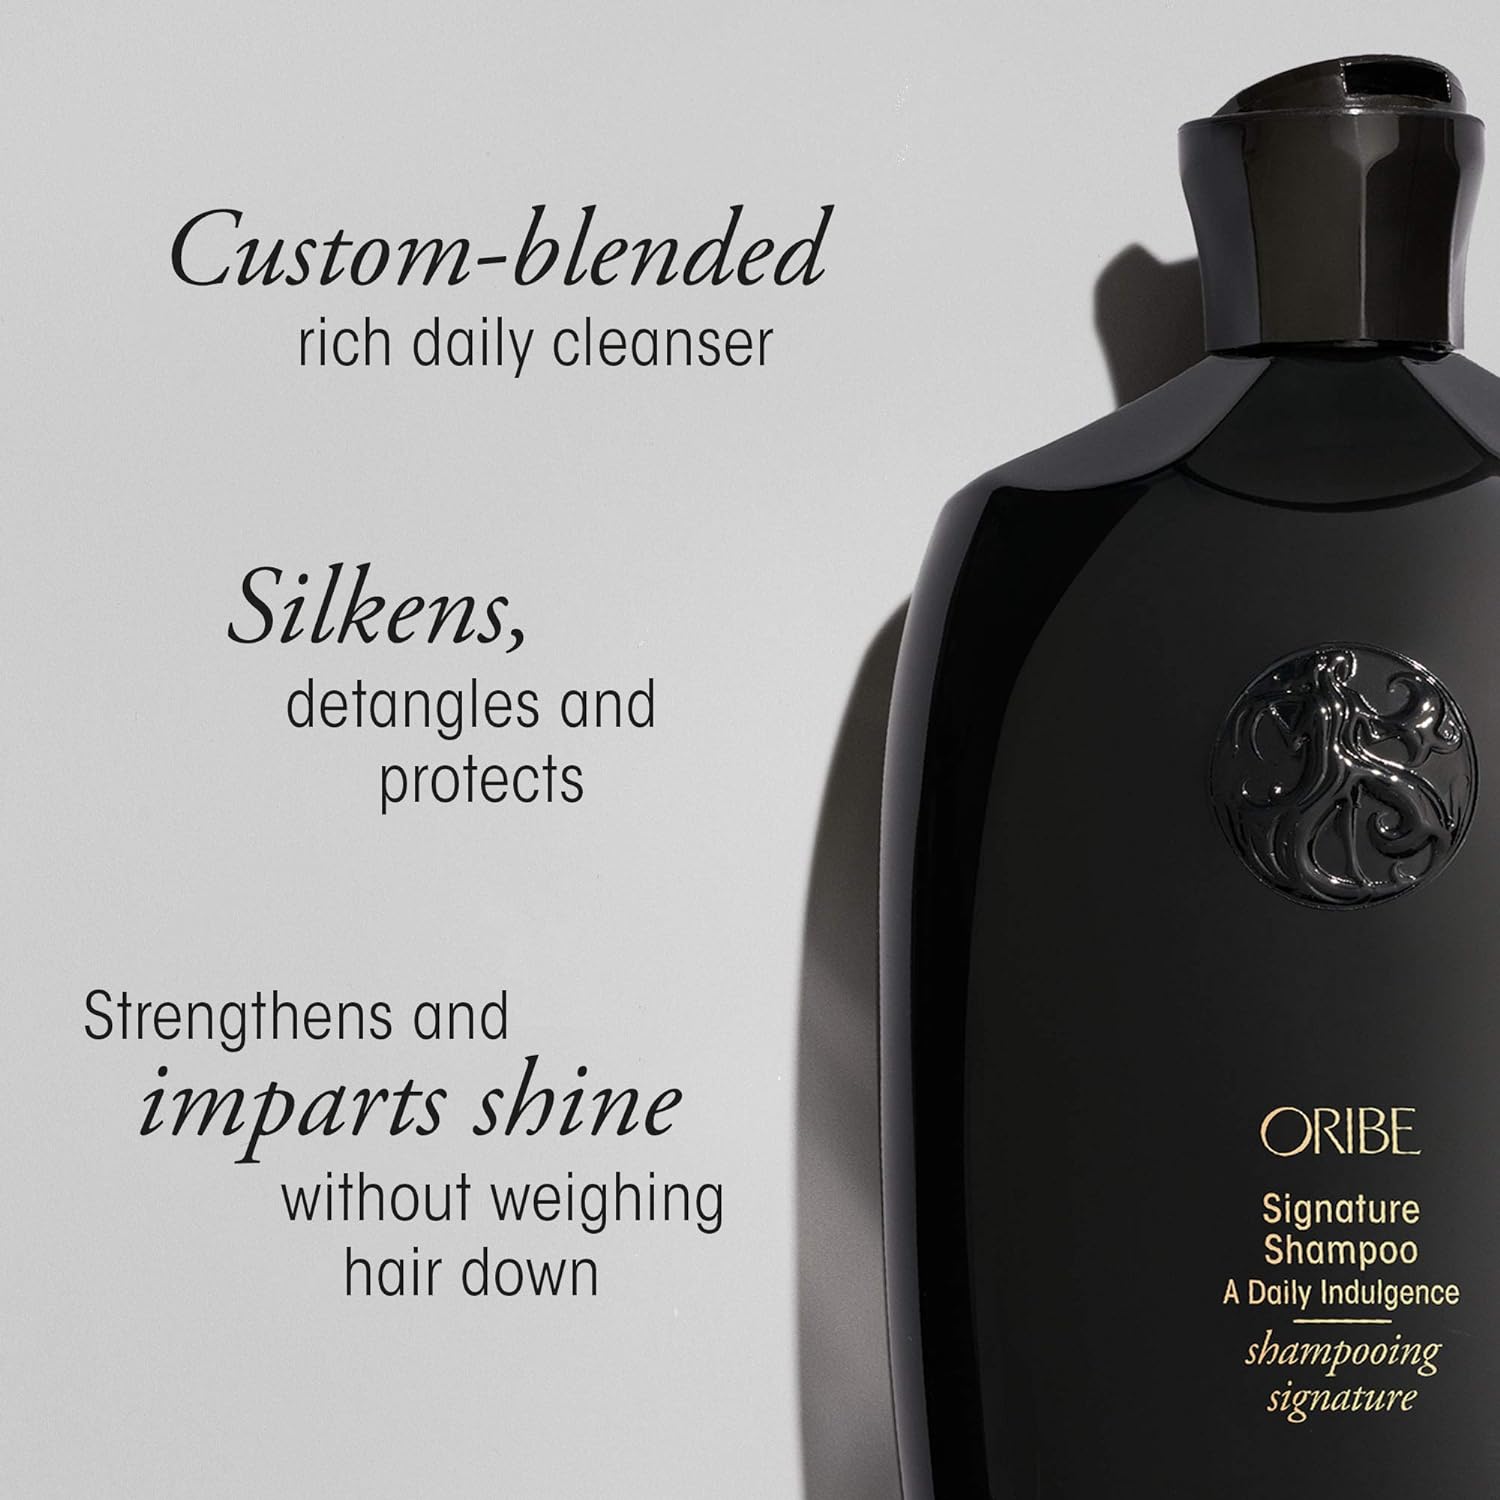 Custom-blended
rich daily cleanser
Silkens,
detangles and
protects
Strengthens and
imparts shine
without weighing
hair down
ORIBE
Signature
Shampoo
A Daily Indulgence
shampooing
signature